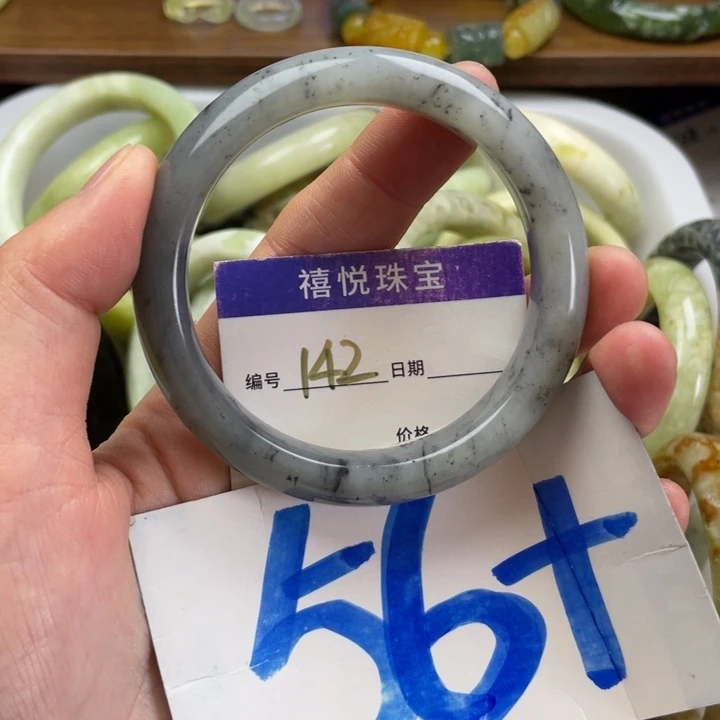 禧悦珠宝
编号 142 日期
价格
56+